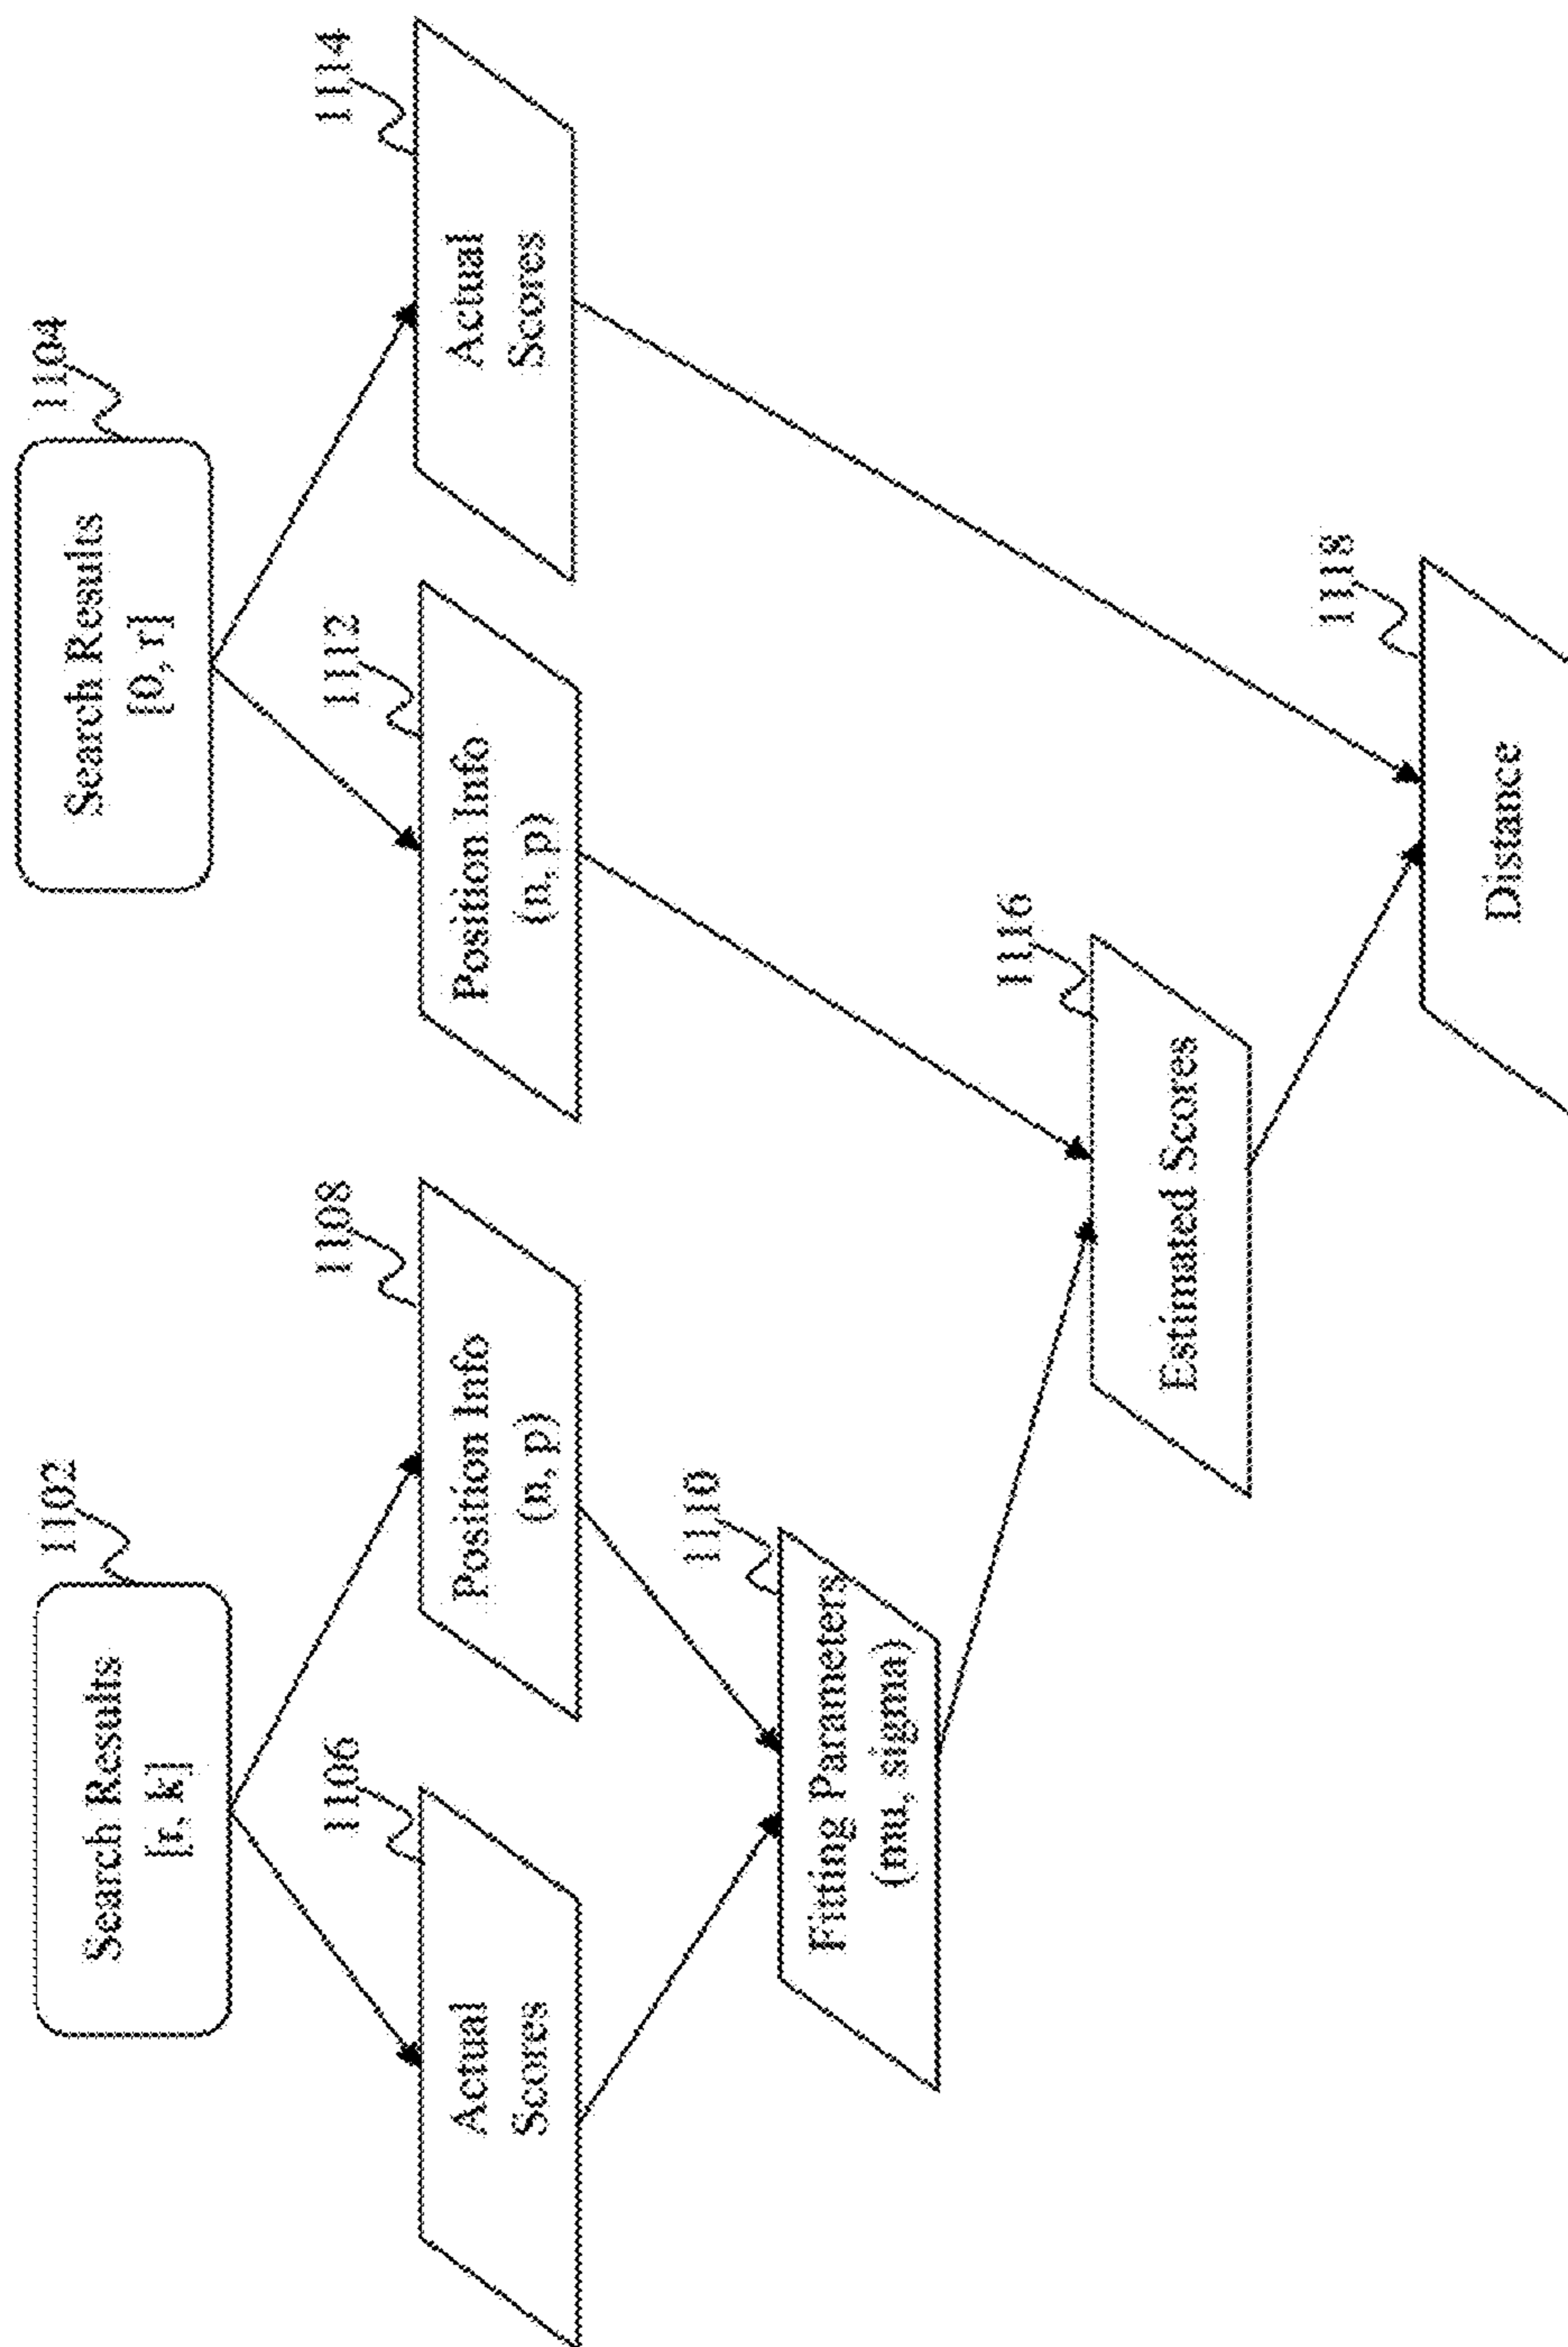 1102
Search Results
[r, k]
1104
Search Results
[0, r]
1106
Actual
Scores
1108
Position Info
(n, p)
1112
Position Info
(n, p)
1114
Actual
Scores
1110
Fitting Parameters
(mu, sigma)
1116
Estimated Scores
1118
Distance